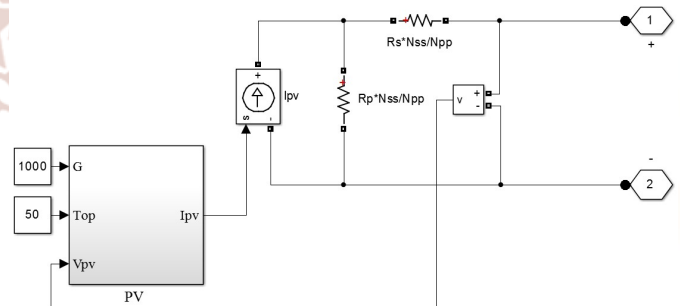 1
+
Rs*Nss/Npp
+
Ipv
s
-
Rp*Nss/Npp
v
+
-
1000
G
50
Top
Ipv
Vpv
PV
-
2